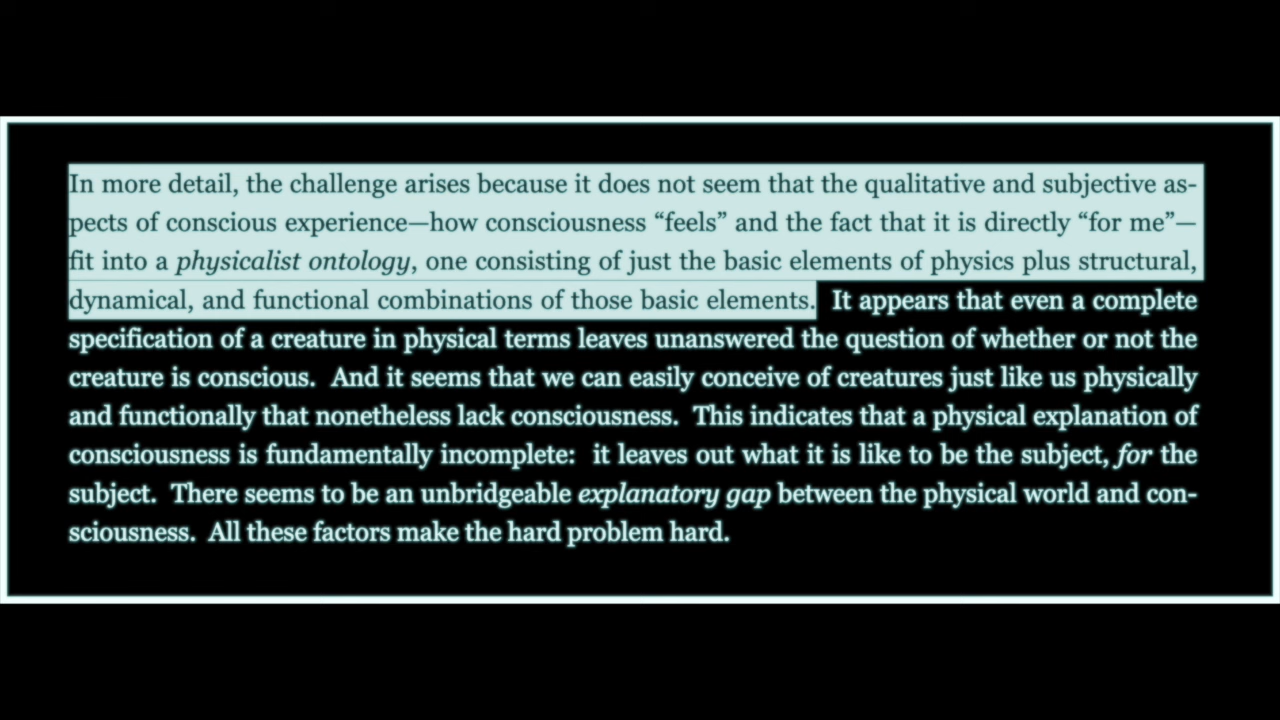 In more detail, the challenge arises because it does not seem that the qualitative and subjective as-
pects of conscious experience—how consciousness “feels” and the fact that it is directly “for me”—
fit into a physicalist ontology, one consisting of just the basic elements of physics plus structural,
dynamical, and functional combinations of those basic elements. It appears that even a complete
specification of a creature in physical terms leaves unanswered the question of whether or not the
creature is conscious. And it seems that we can easily conceive of creatures just like us physically
and functionally that nonetheless lack consciousness. This indicates that a physical explanation of
consciousness is fundamentally incomplete: it leaves out what it is like to be the subject, for the
subject. There seems to be an unbridgeable explanatory gap between the physical world and con-
sciousness. All these factors make the hard problem hard.